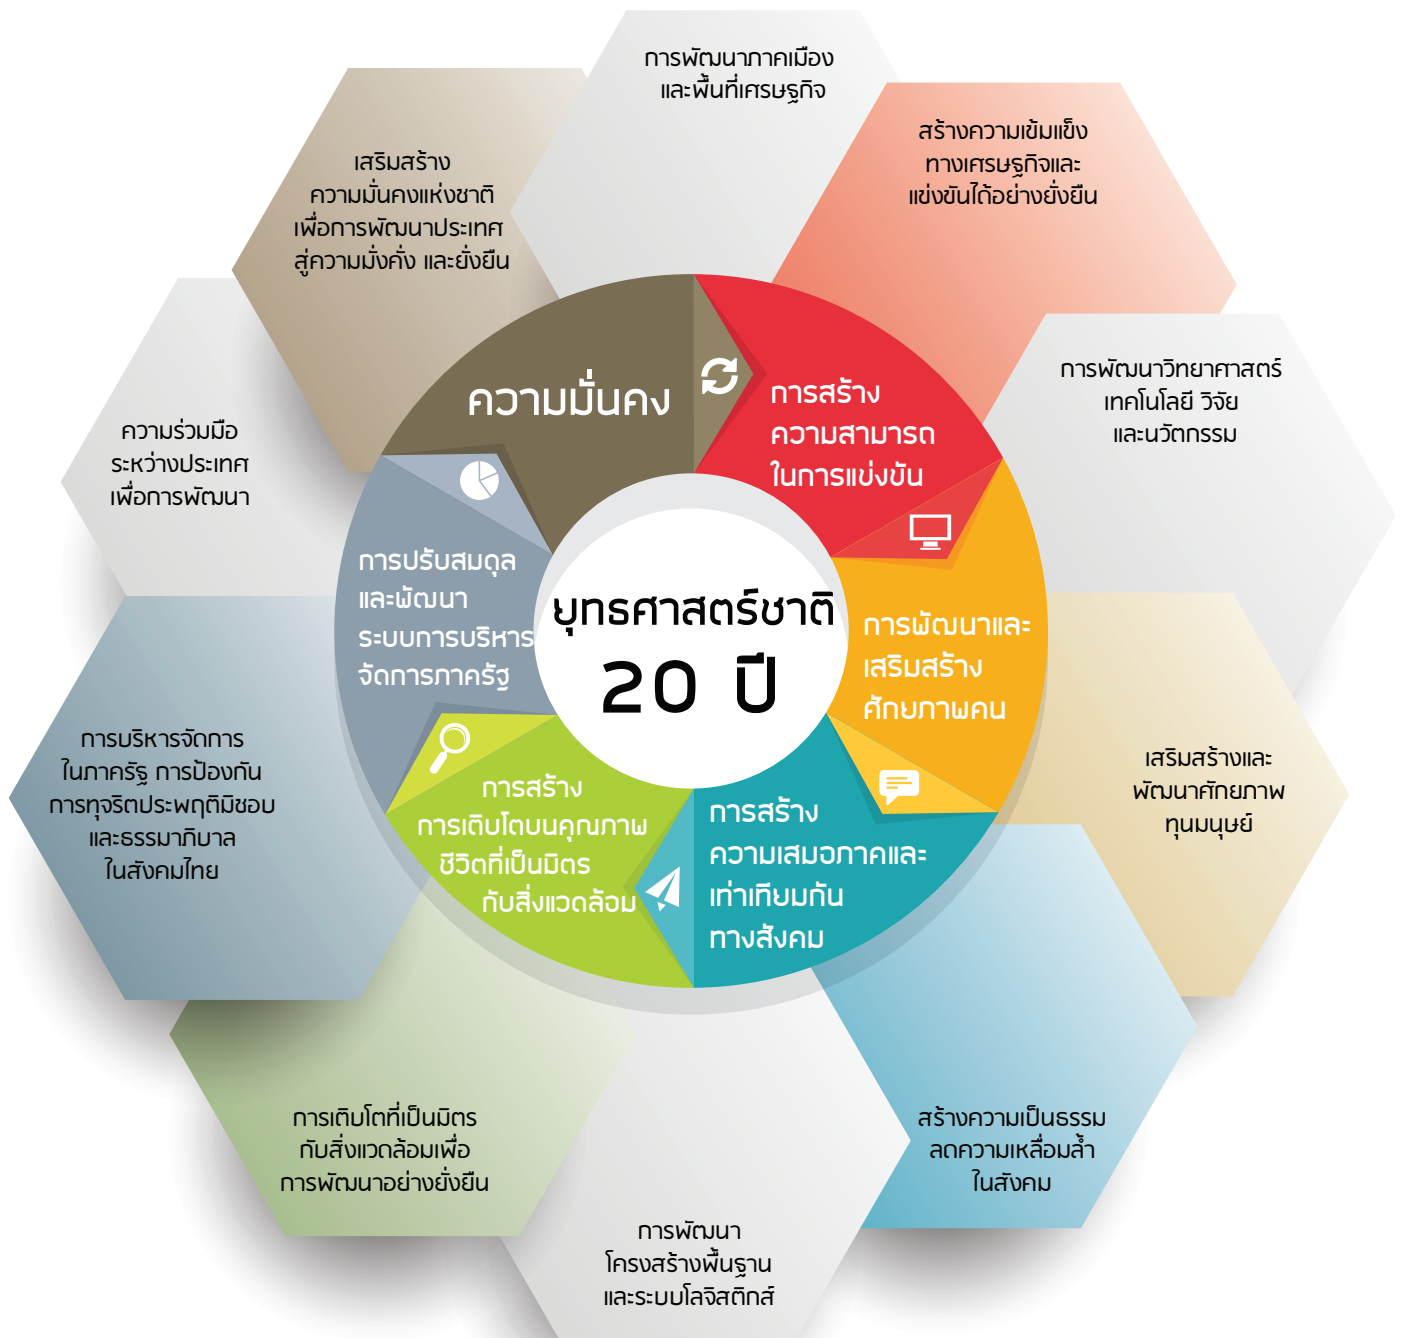 การพัฒนาภาคเมือง
และพื้นที่เศรษฐกิจ
สร้างความเข้มแข็ง
ทางเศรษฐกิจและ
แข่งขันได้อย่างยั่งยืน
การพัฒนาวิทยาศาสตร์
เทคโนโลยี วิจัย
และนวัตกรรม
เสริมสร้างและ
พัฒนาศักยภาพ
ทุนมนุษย์
สร้างความเป็นธรรม
ลดความเหลื่อมล้ำ
ในสังคม
การพัฒนา
โครงสร้างพื้นฐาน
และระบบโลจิสติกส์
การเติบโตที่เป็นมิตร
กับสิ่งแวดล้อมเพื่อ
การพัฒนาอย่างยั่งยืน
การบริหารจัดการ
ในภาครัฐ การป้องกัน
การทุจริตประพฤติมิชอบ
และธรรมาภิบาล
ในสังคมไทย
ความร่วมมือ
ระหว่างประเทศ
เพื่อการพัฒนา
เสริมสร้าง
ความมั่นคงแห่งชาติ
เพื่อการพัฒนาประเทศ
สู่ความมั่งคั่ง และยั่งยืน
ความมั่นคง
การสร้าง
ความสามารถ
ในการแข่งขัน
การพัฒนาและ
เสริมสร้าง
ศักยภาพคน
การสร้าง
ความเสมอภาคและ
เท่าเทียมกัน
ทางสังคม
การสร้าง
การเติบโตบนคุณภาพ
ชีวิตที่เป็นมิตร
กับสิ่งแวดล้อม
การปรับสมดุล
และพัฒนา
ระบบการบริหาร
จัดการภาครัฐ
ยุทธศาสตร์ชาติ
20 ปี